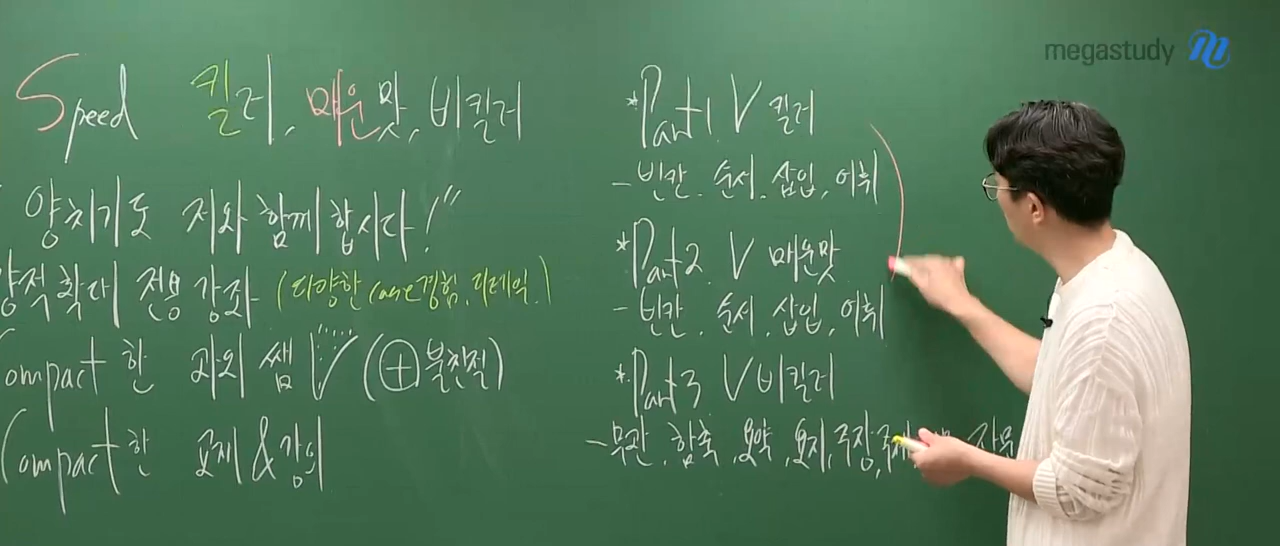 megastudy
Speed 킬러, 매운맛, 비킬러
양치기도 저와 함께 합시다!"
양적확대 전용 강좌 (다양한 case경험, 디테일)
Compact 한 과외 쌤 V (+불친절)
Compact 한 교재 & 강의
*Part1 V 킬러
- 빈칸, 순서, 삽입, 어휘
*Part2 V 매운맛
- 빈칸, 순서, 삽입, 어휘
*Part3 V 비킬러
- 무관, 함축, 요약, 요지, 주장,